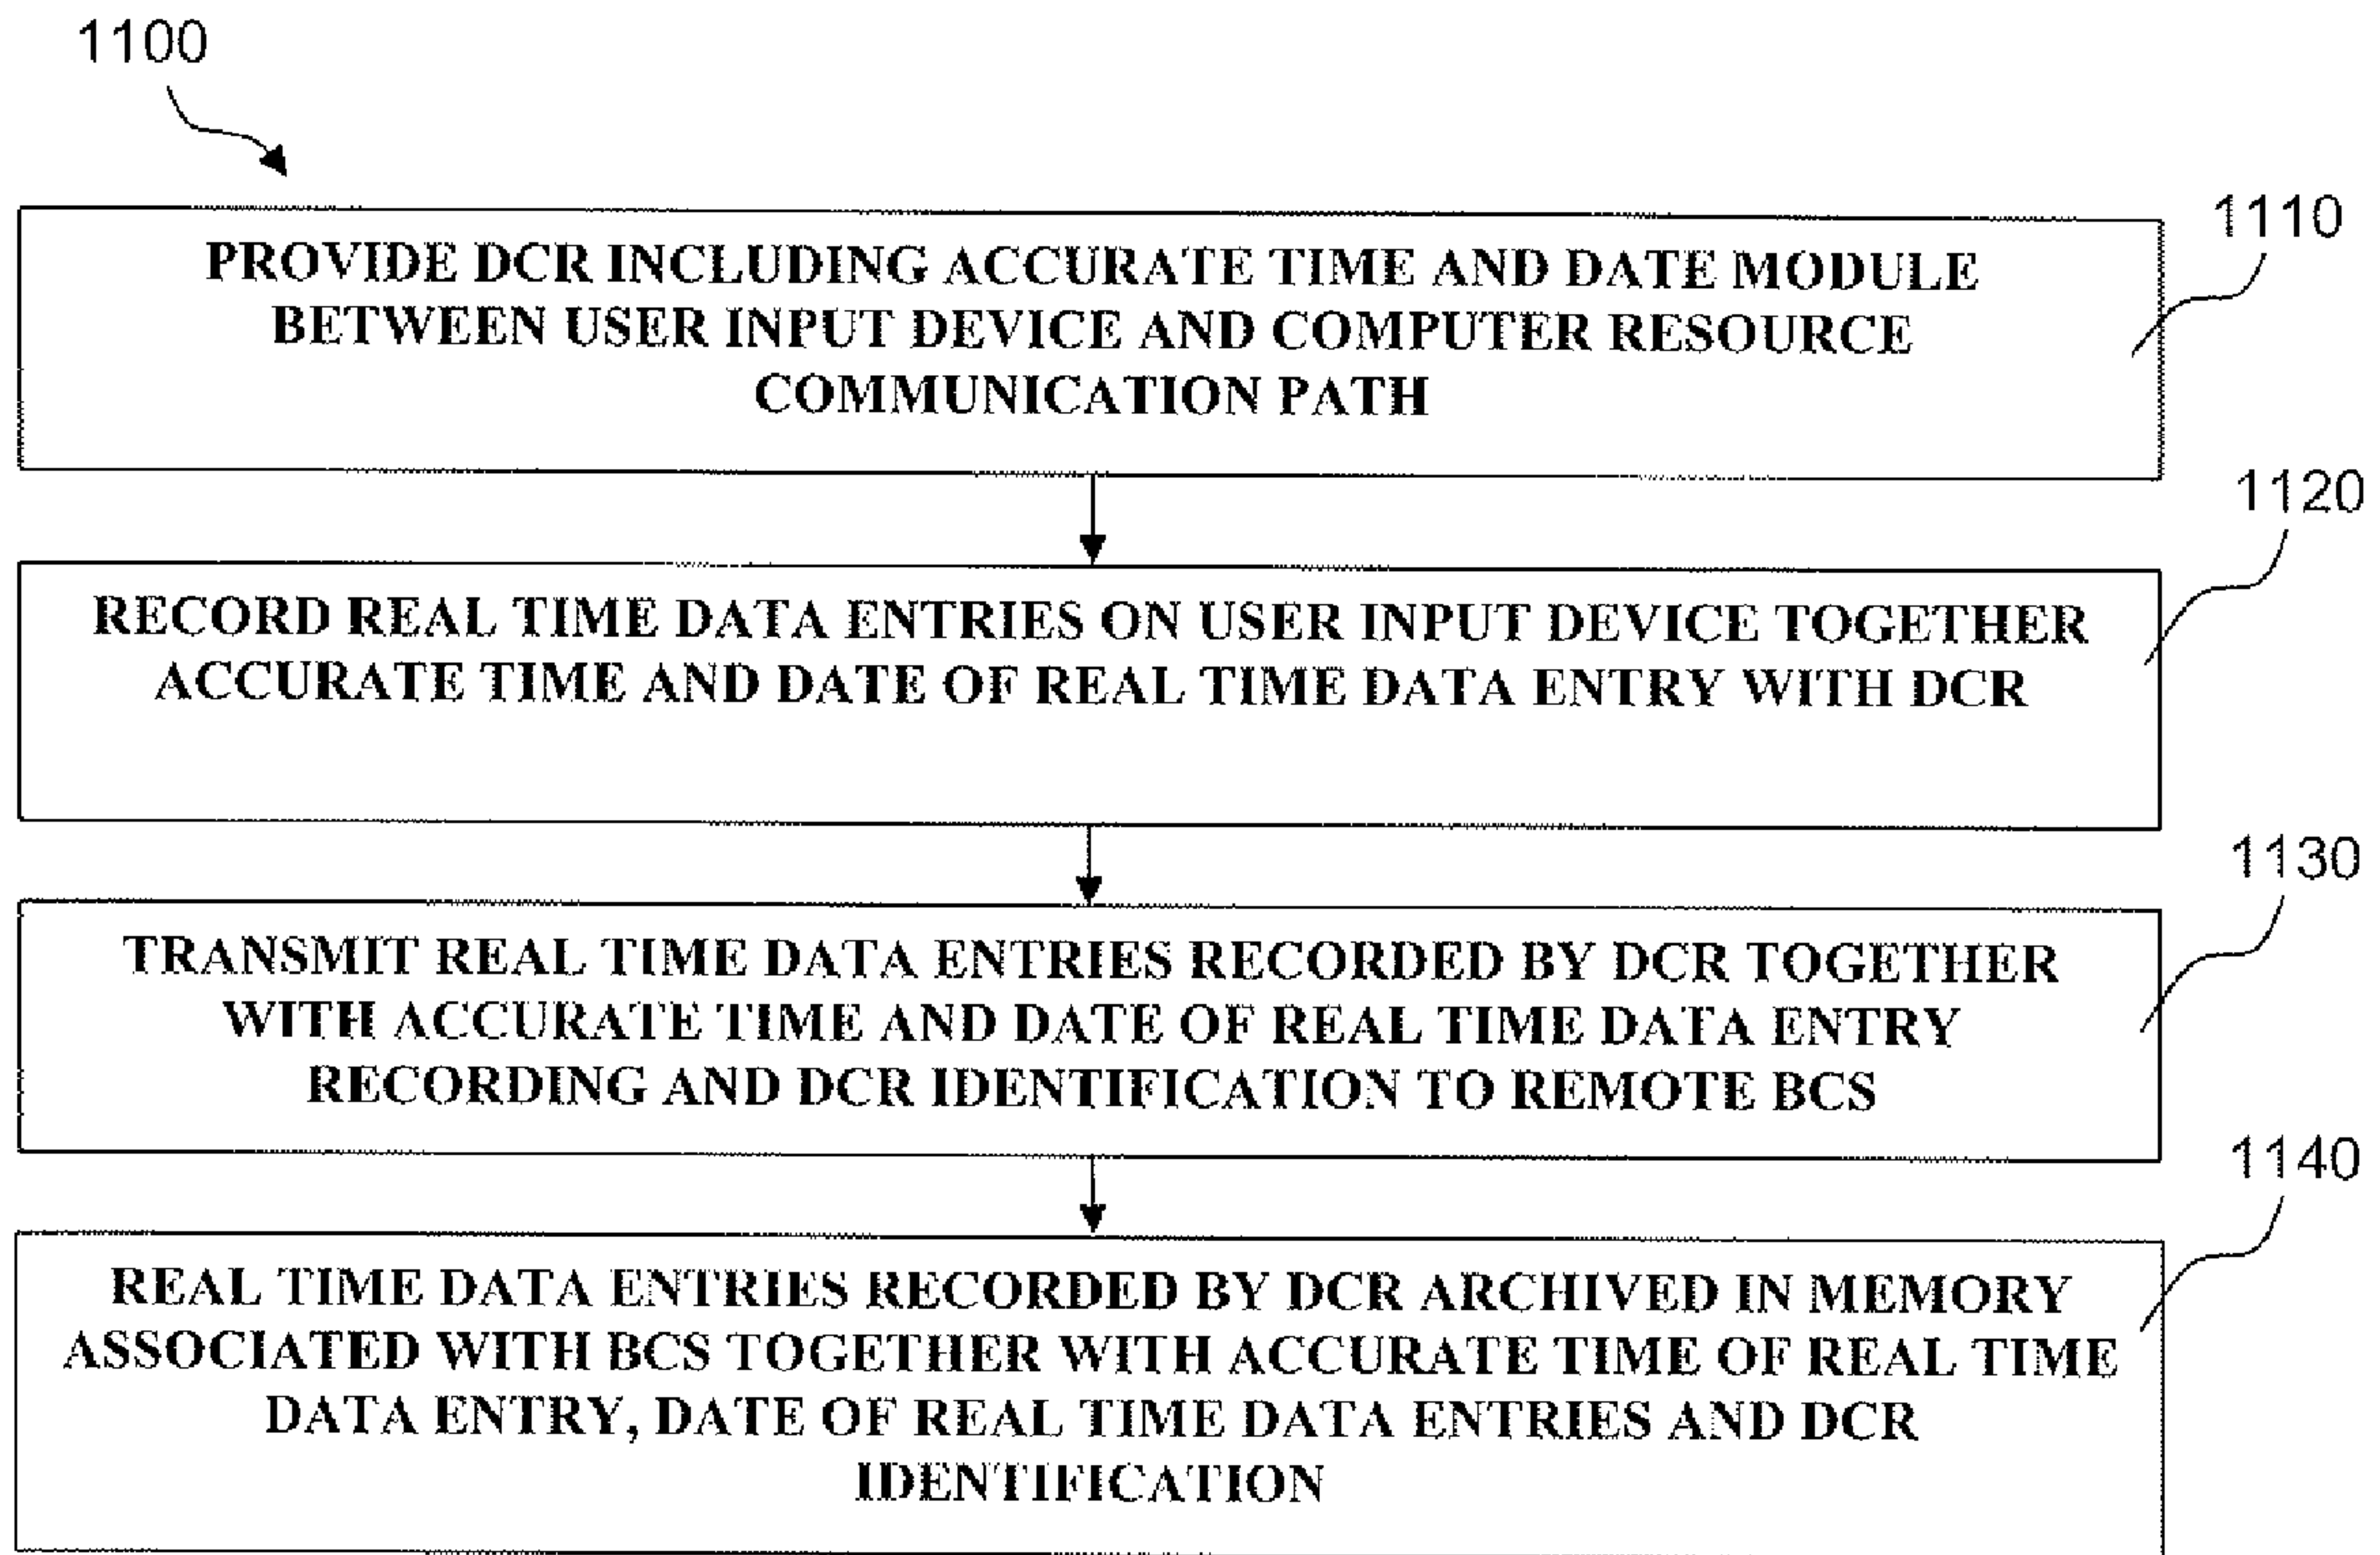 1100
1110
PROVIDE DCR INCLUDING ACCURATE TIME AND DATE MODULE
BETWEEN USER INPUT DEVICE AND COMPUTER RESOURCE
COMMUNICATION PATH
1120
RECORD REAL TIME DATA ENTRIES ON USER INPUT DEVICE TOGETHER
ACCURATE TIME AND DATE OF REAL TIME DATA ENTRY WITH DCR
1130
TRANSMIT REAL TIME DATA ENTRIES RECORDED BY DCR TOGETHER
WITH ACCURATE TIME AND DATE OF REAL TIME DATA ENTRY
RECORDING AND DCR IDENTIFICATION TO REMOTE BCS
1140
REAL TIME DATA ENTRIES RECORDED BY DCR ARCHIVED IN MEMORY
ASSOCIATED WITH BCS TOGETHER WITH ACCURATE TIME OF REAL TIME
DATA ENTRY, DATE OF REAL TIME DATA ENTRIES AND DCR
IDENTIFICATION